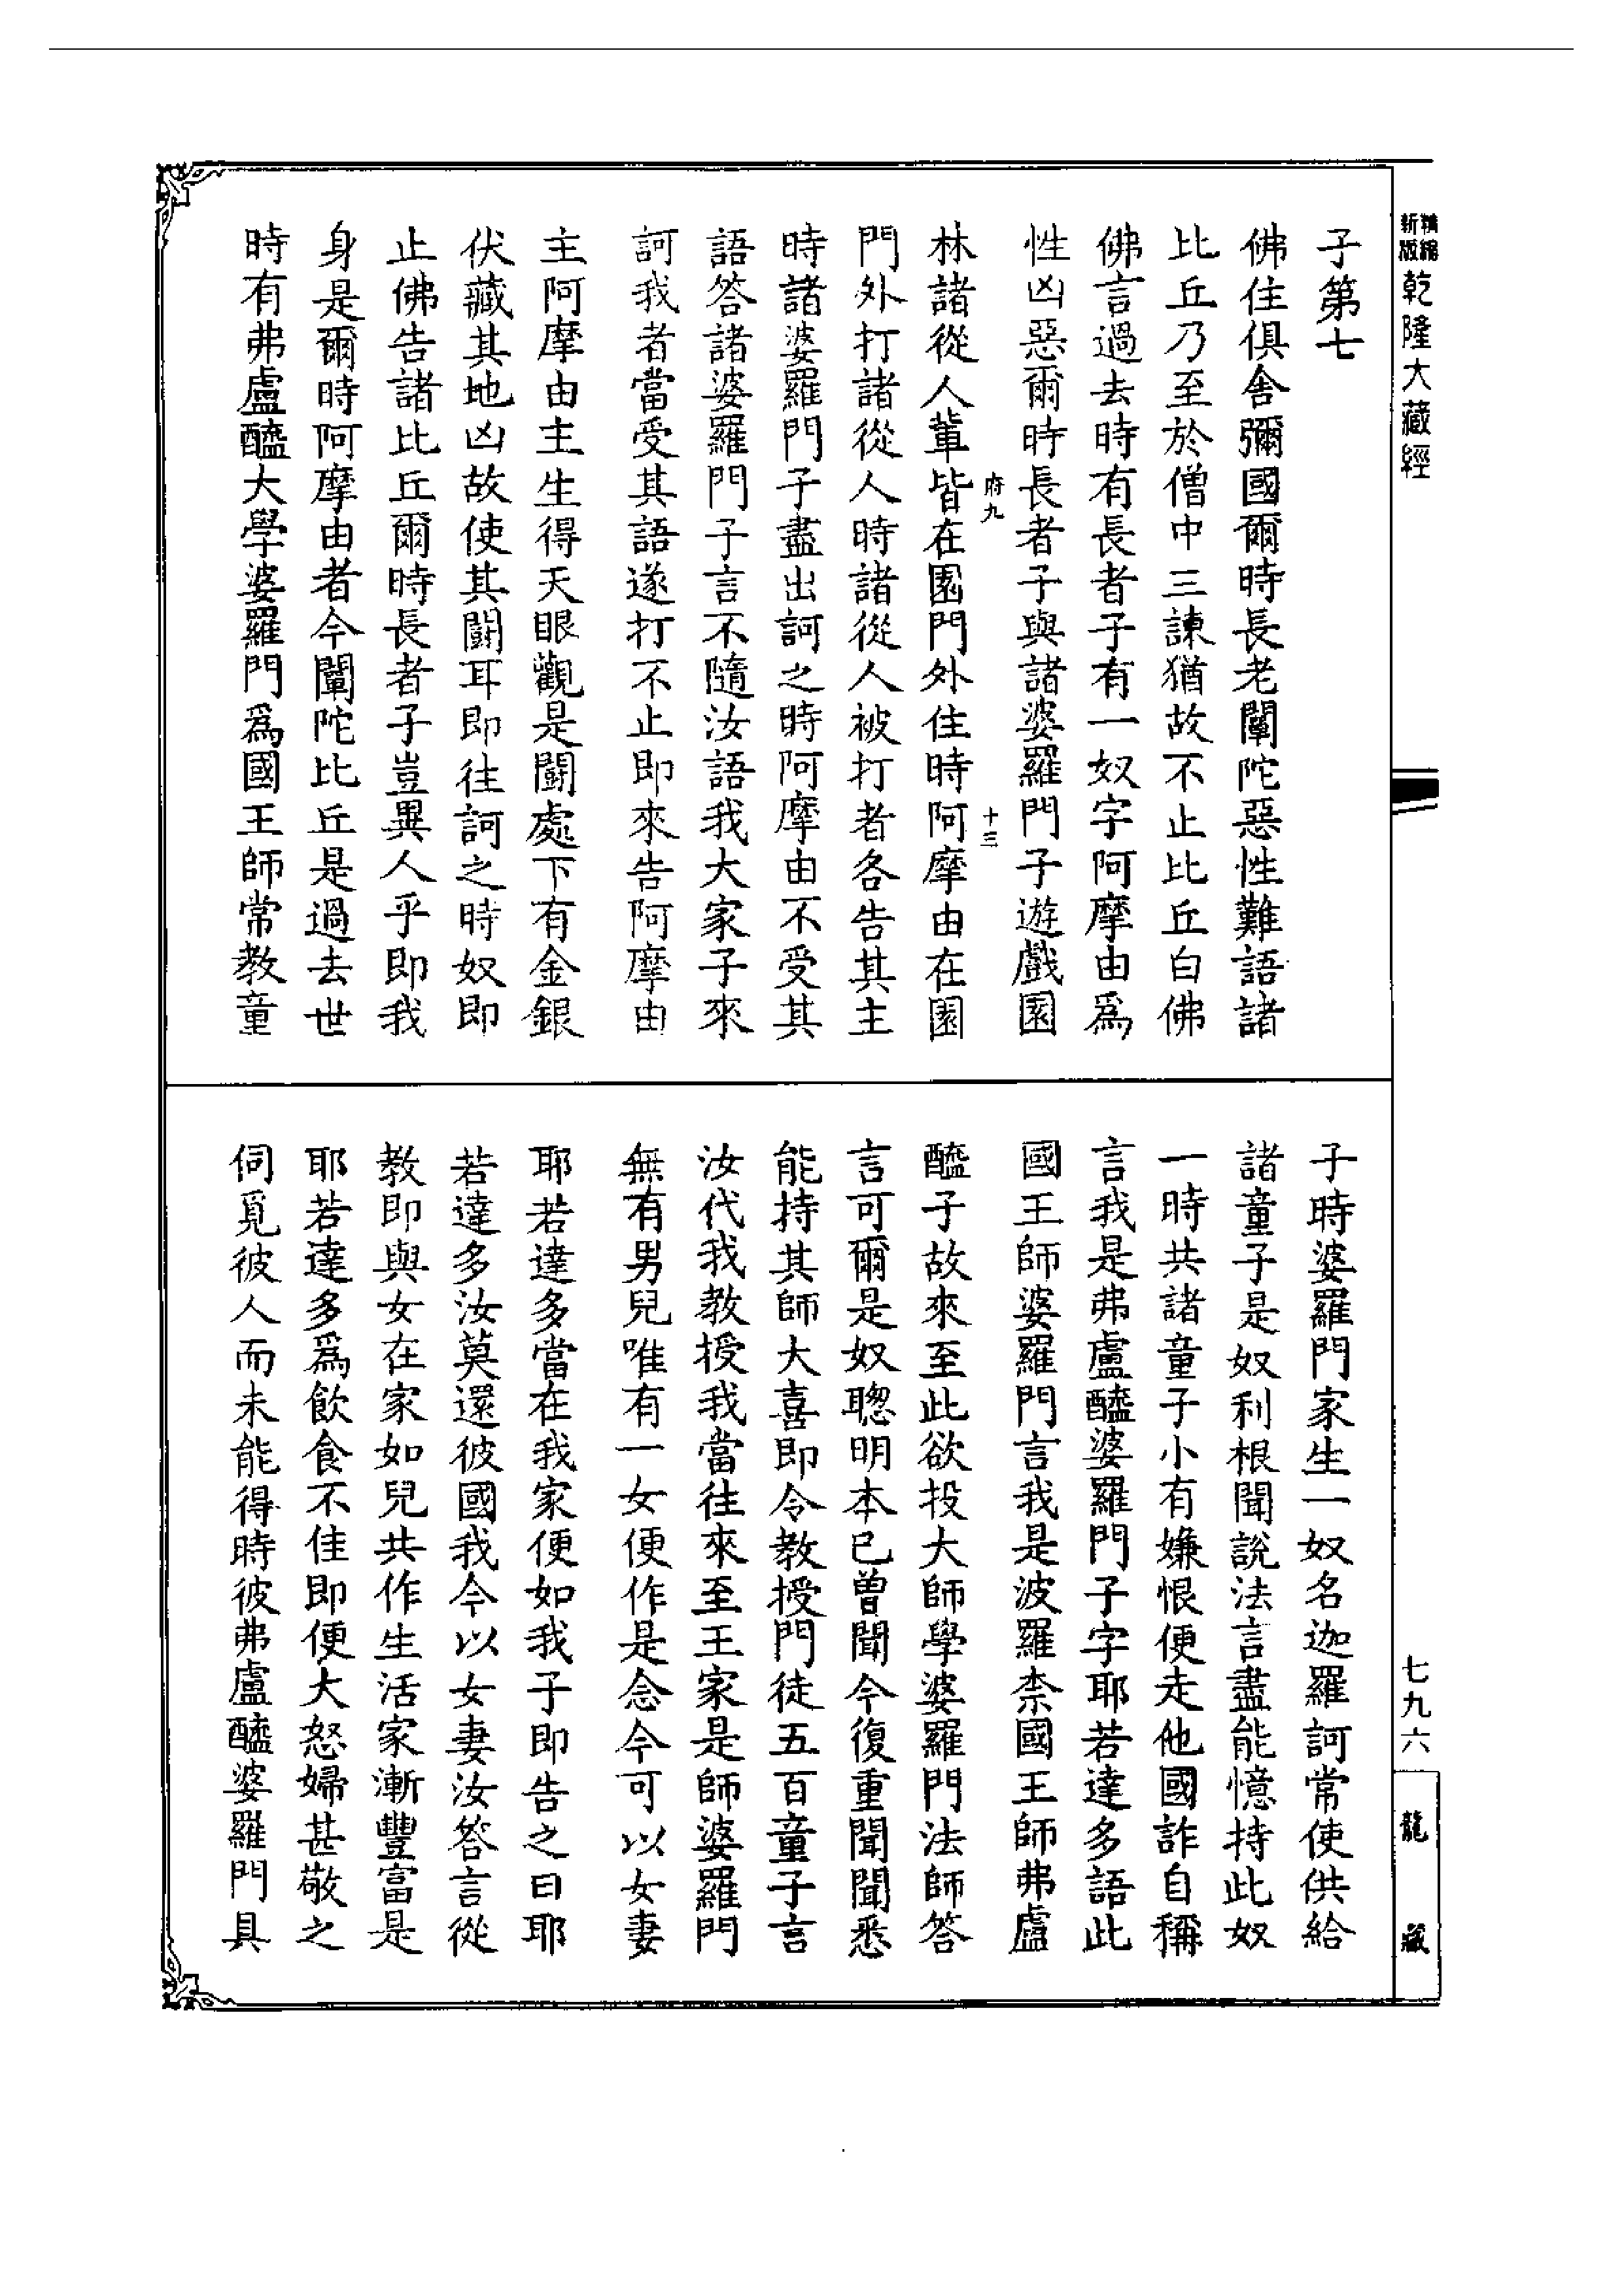 新編
縮版
乾隆大藏經
七九六
龍藏
子第七
佛住俱舍彌國爾時長老闡陀惡性難語諸
比丘乃至於僧中三諫猶故不止比丘白佛
佛言過去時有長者子有一奴字阿摩由爲
性凶惡爾時長者子與諸婆羅門子遊戲園
府九 十三
林諸從人輩皆在園門外住時阿摩由在園
門外打諸從人時諸從人被打者各告其主
時諸婆羅門子盡出訶之時阿摩由不受其
語答諸婆羅門子言不隨汝語我大家子來
訶我者當受其語遂打不止即來告阿摩由
主阿摩由主生得天眼觀是鬪處下有金銀
伏藏其地凶故使其鬪耳即往訶之時奴即
止佛告諸比丘爾時長者子豈異人乎即我
身是爾時阿摩由者今闡陀比丘是過去世
時有弗盧醯大學婆羅門爲國王師常教童
子時婆羅門家生一奴名迦羅訶常使供給
諸童子是奴利根聞說法言盡能憶持此奴
一時共諸童子小有嫌恨便走他國詐自稱
言我是弗盧醯婆羅門子字耶若達多語此
國王師婆羅門言我是波羅柰國王師弗盧
醯子故來至此欲投大師學婆羅門法師答
言可爾是奴聰明本已曾聞今復重聞聞悉
能持其師大喜即令教授門徒五百童子言
汝代我教授我當往來至王家是師婆羅門
無有男兒唯有一女便作是念今可以女妻
耶若達多當在我家便如我子即告之曰耶
若達多汝莫還彼國我今以女妻汝答言從
教即與女在家如兒共作生活家漸豐富是
耶若達多爲飲食不佳即便大怒婦甚敬之
伺覓彼人而未能得時彼弗盧醯婆羅門具